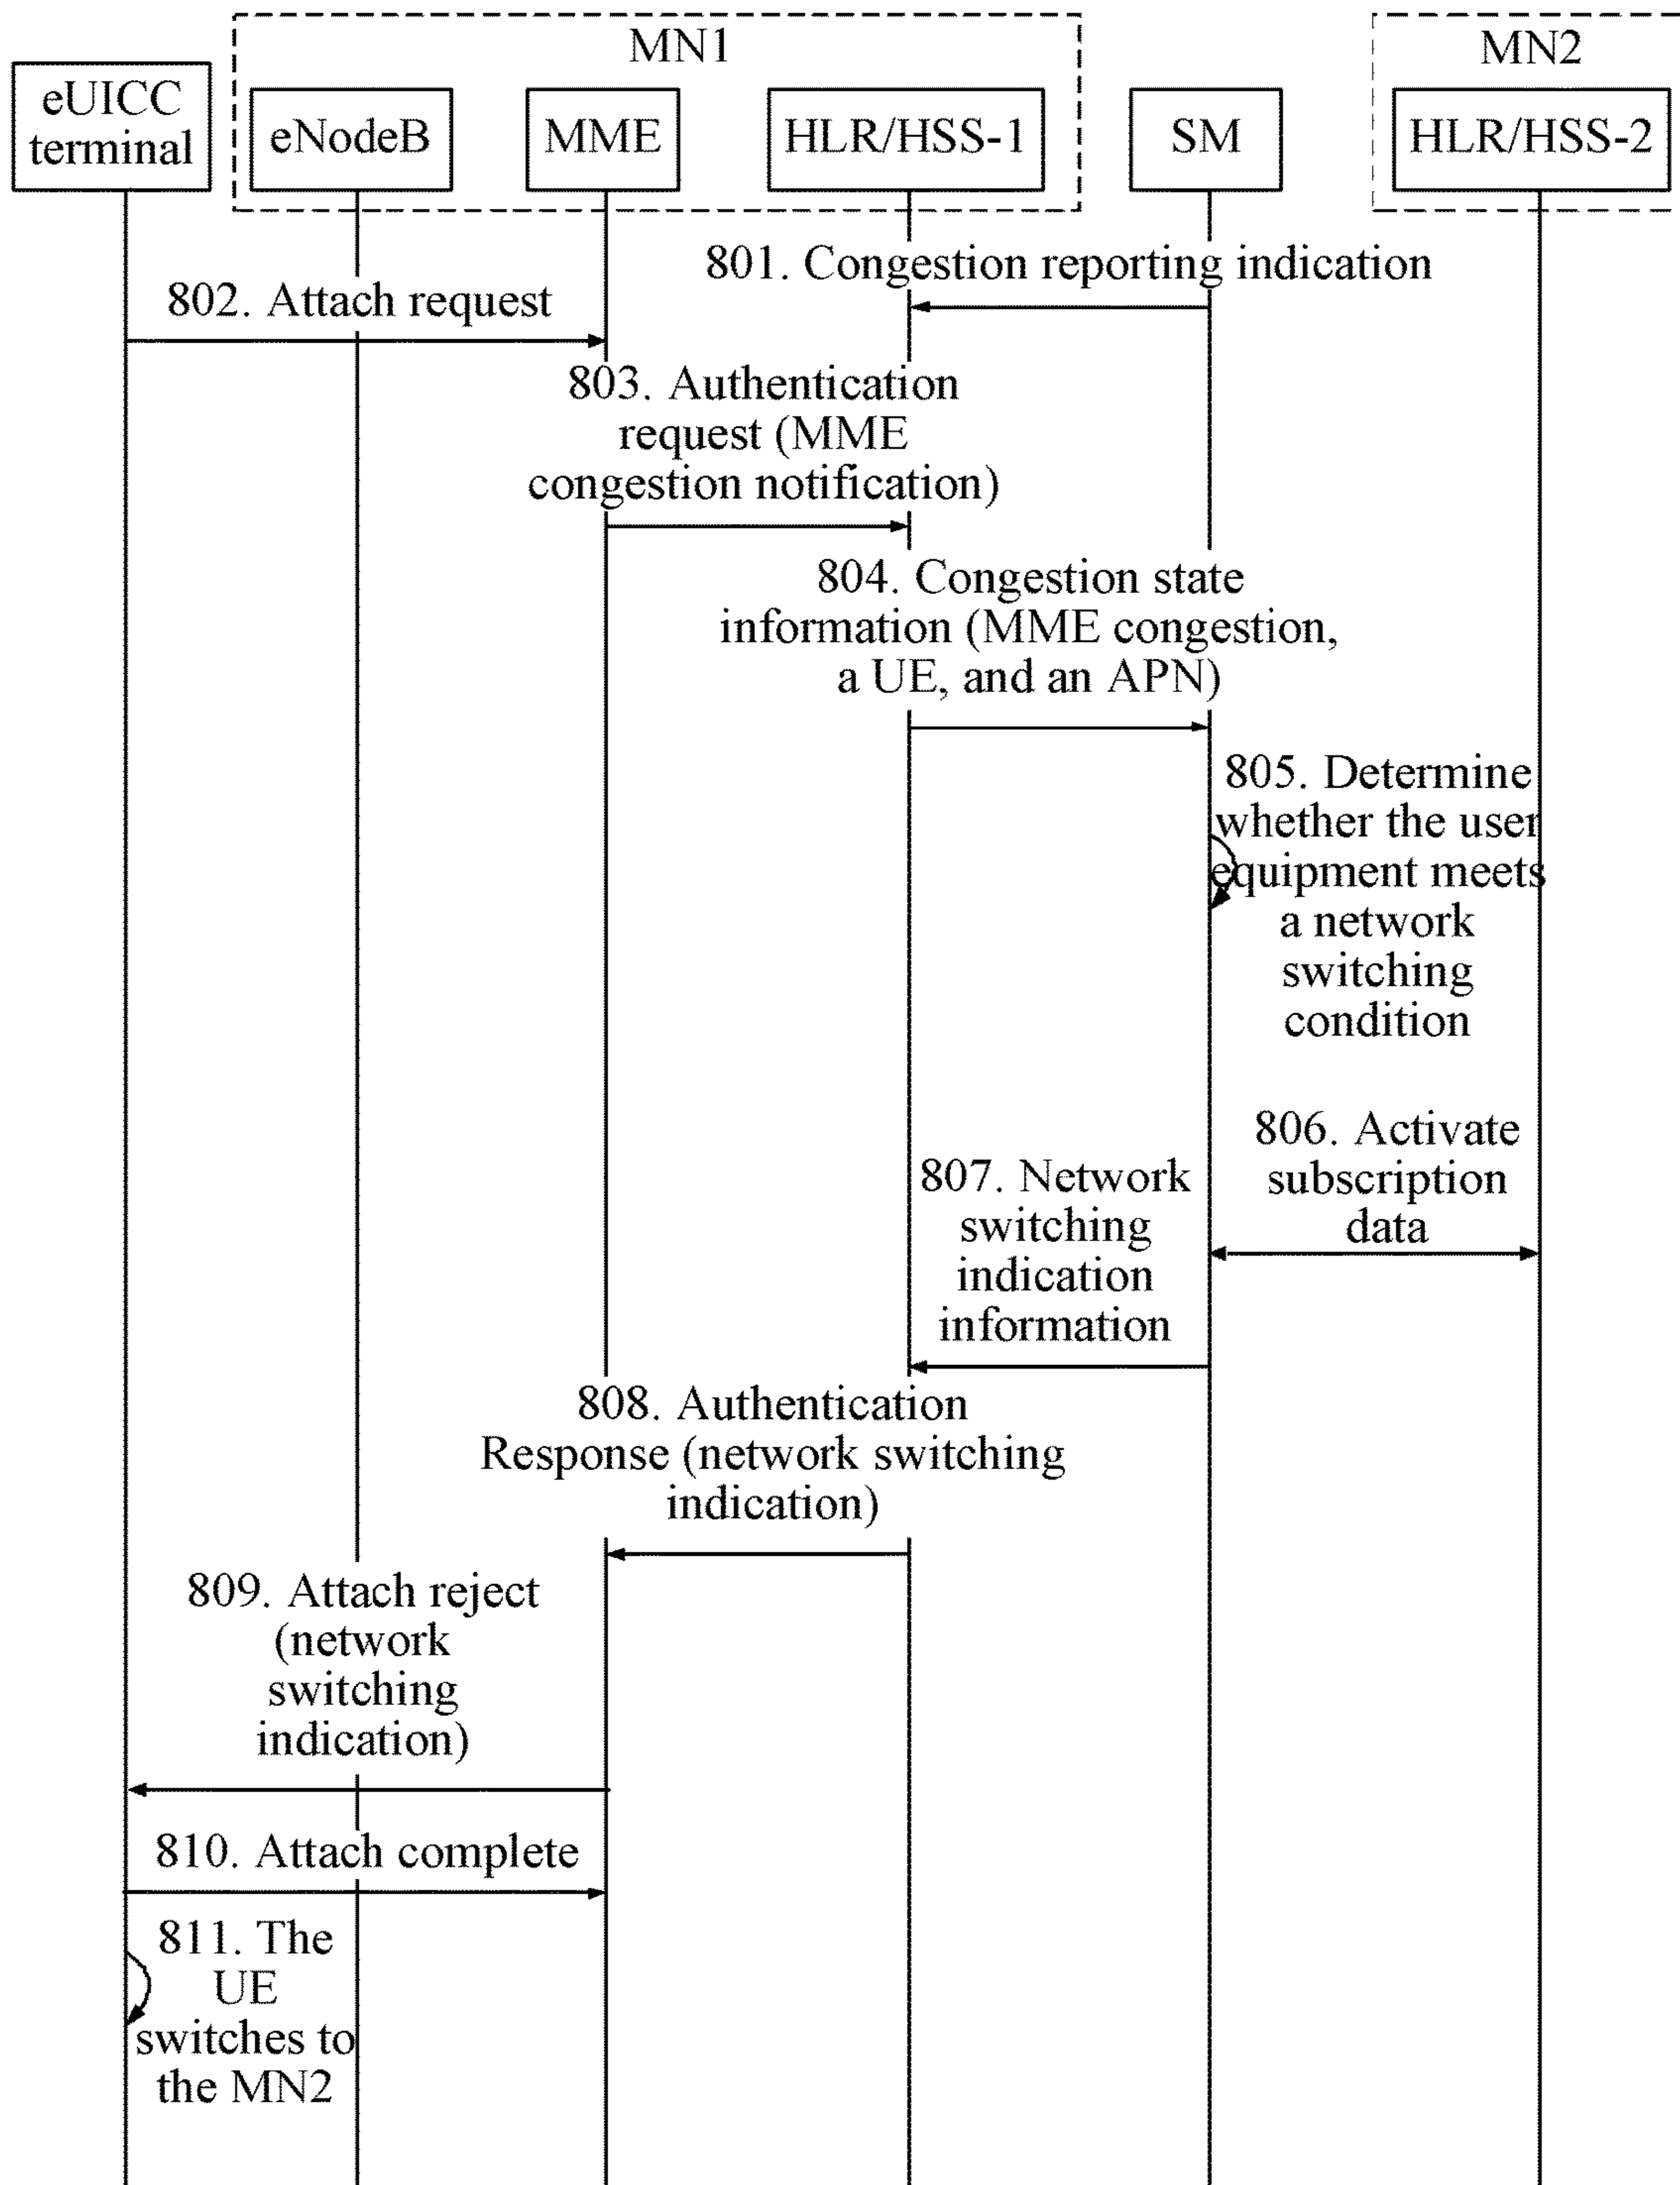 MN1
MN2
eUICC
terminal
eNodeB
MME
HLR/HSS-1
SM
HLR/HSS-2
801. Congestion reporting indication
802. Attach request
803. Authentication
request (MME
congestion notification)
804. Congestion state
information (MME congestion,
a UE, and an APN)
805. Determine
whether the user
equipment meets
a network
switching
condition
806. Activate
subscription
data
807. Network
switching
indication
information
808. Authentication
Response (network switching
indication)
809. Attach reject
(network
switching
indication)
810. Attach complete
811. The
UE
switches to
the MN2